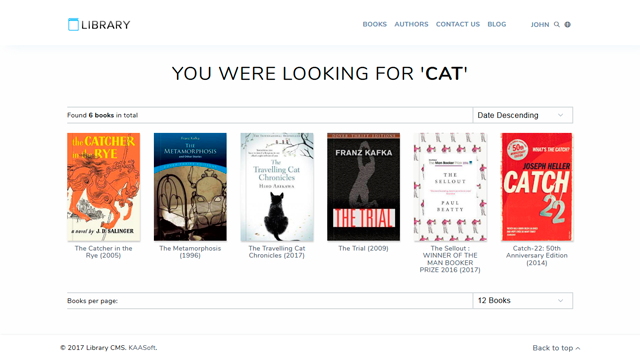 LIBRARY
BOOKS AUTHORS CONTACT US BLOG JOHN
YOU WERE LOOKING FOR 'CAT'
Found 6 books in total
Date Descending
the CATCHER
in the RYE
a novel by J. D. SALINGER
THE
METAMORPHOSIS
and Other Stories
The
Travelling Cat
Chronicles
HIRO ARIKAWA
FRANZ KAFKA
THE TRIAL
THE
SELLOUT
PAUL
BEATTY
50th
WHAT'S THE CATCH?
JOSEPH HELLER
CATCH
22
The Catcher in the
Rye (2005)
The Metamorphosis
(1996)
The Travelling Cat
Chronicles (2017)
The Trial (2009)
The Sellout :
WINNER OF THE
MAN BOOKER
PRIZE 2016 (2017)
Catch-22: 50th
Anniversary Edition
(2014)
Books per page:
12 Books
© 2017 Library CMS. KAASoft.
Back to top